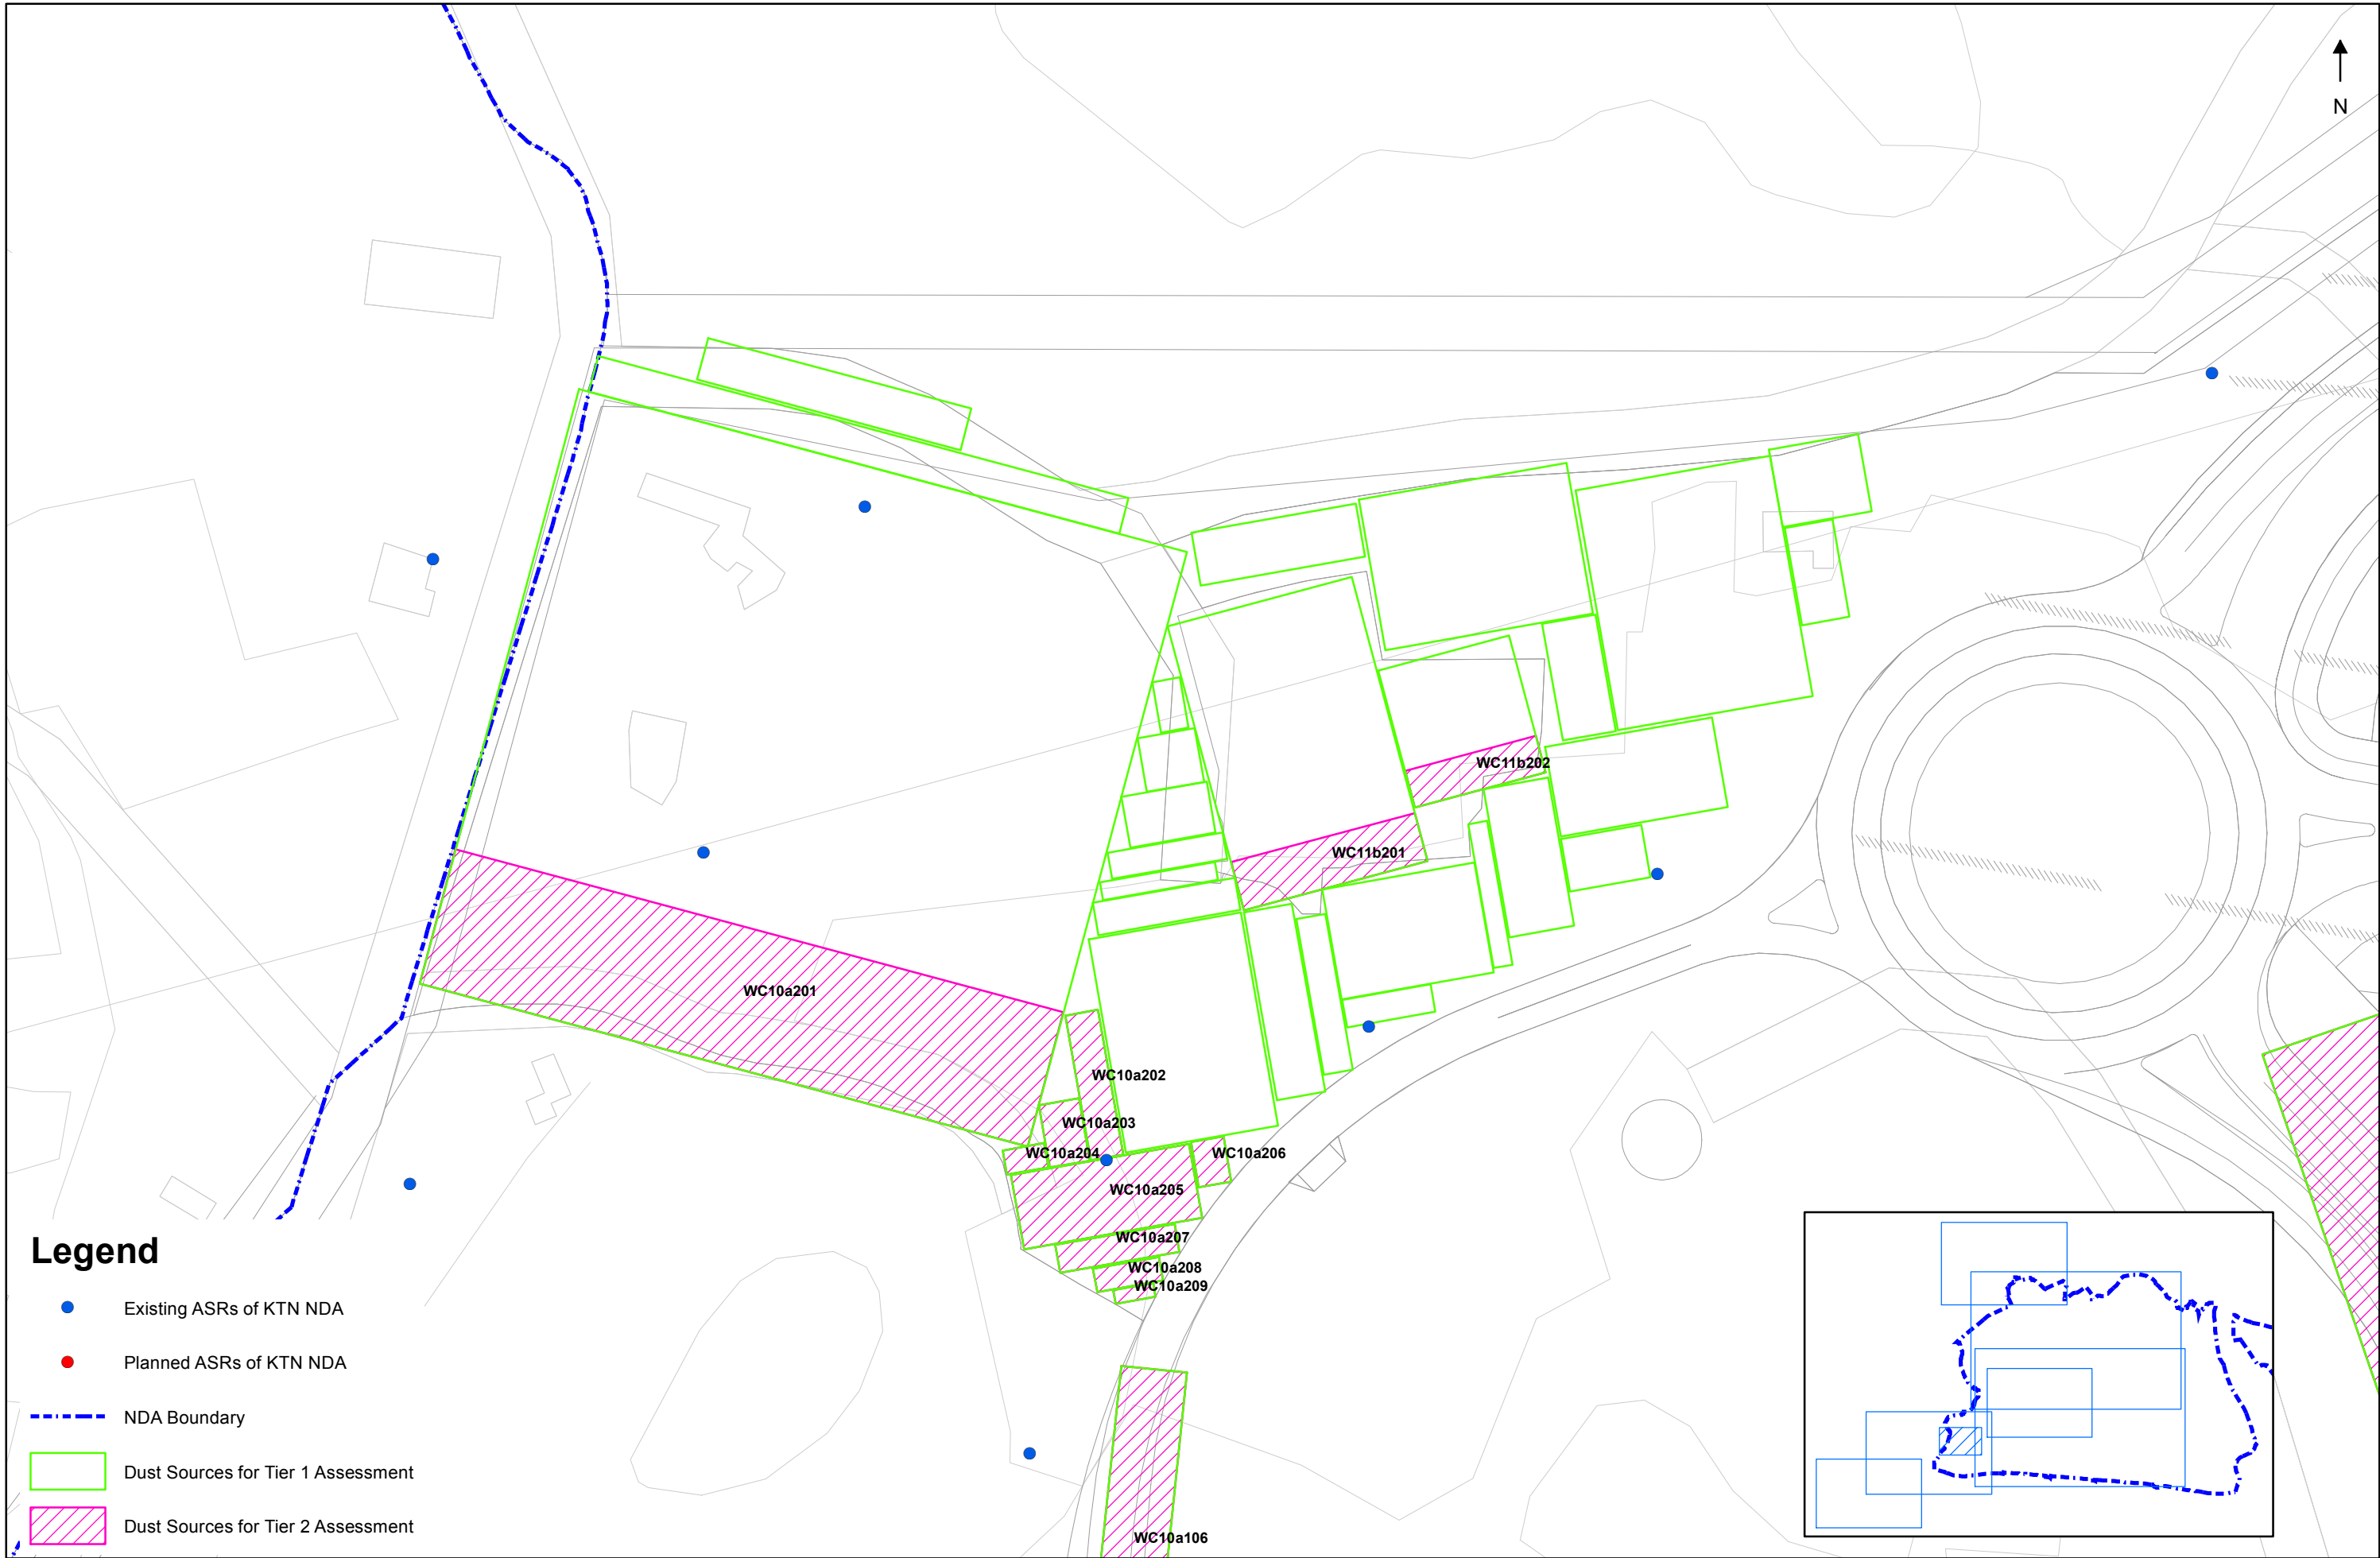 N
WC11b202
WC11b201
WC10a201
WC10a202
WC10a203
WC10a204
WC10a206
WC10a205
WC10a207
WC10a208
WC10a209
WC10a106
Legend
Existing ASRs of KTN NDA
Planned ASRs of KTN NDA
NDA Boundary
Dust Sources for Tier 1 Assessment
Dust Sources for Tier 2 Assessment